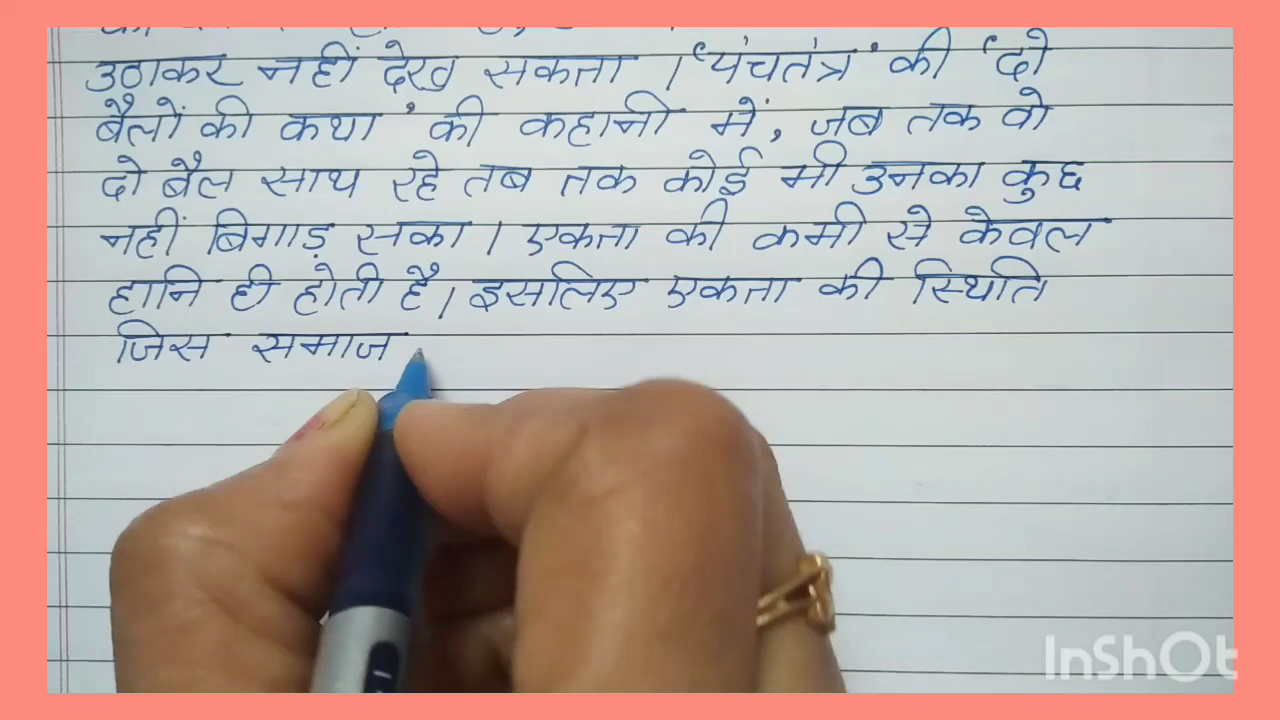 उठाकर नहीं देख सकता । 'पंचतंत्र' की 'दो
बैलों की कथा' की कहानी में, जब तक वो
दो बैल साथ रहे तब तक कोई भी उनका कुछ
नहीं बिगाड़ सका । एकता की कमी से केवल
हानि ही होती है। इसलिए एकता की स्थिति
जिस समाज
InShOt